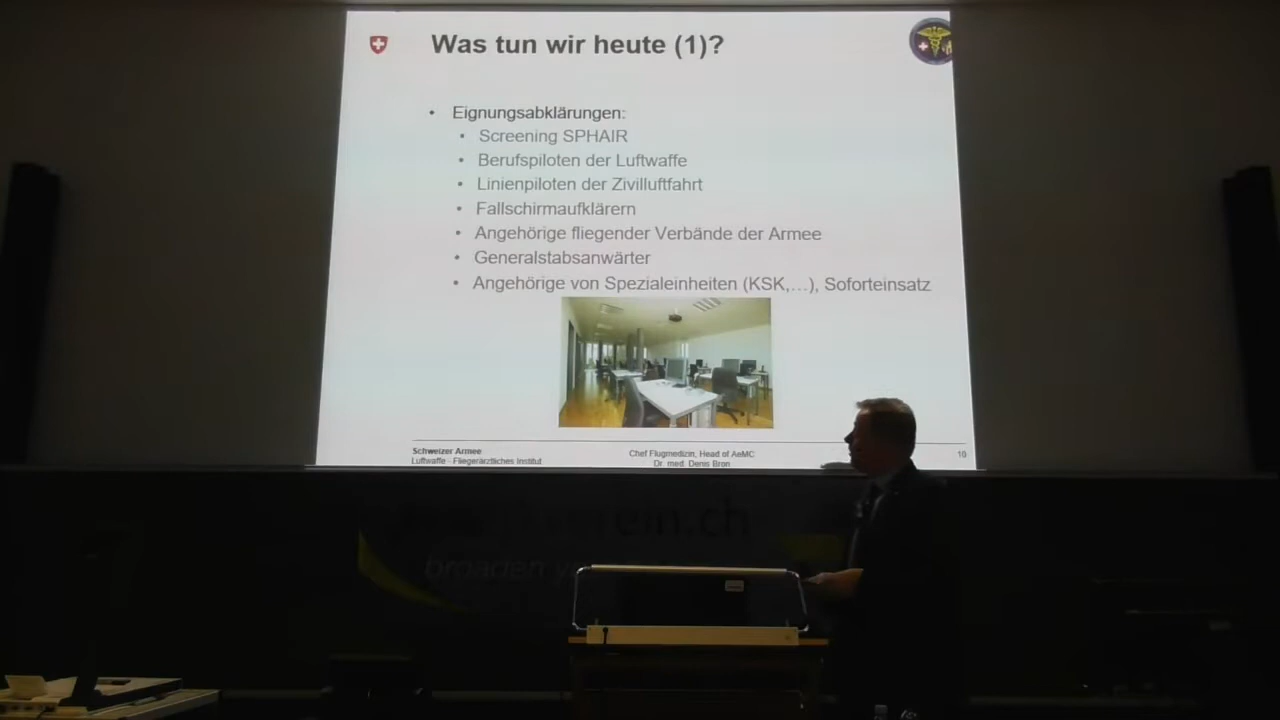 Was tun wir heute (1)?
• Eignungsabklärungen:
• Screening SPHAIR
• Berufspiloten der Luftwaffe
• Linienpiloten der Zivilluftfahrt
• Fallschirmaufklärern
• Angehörige fliegender Verbände der Armee
• Generalstabsanwärter
• Angehörige von Spezialeinheiten (KSK,…), Soforteinsatz
Schweizer Armee
Luftwaffe - Fliegerärztliches Institut
Chef Flugmedizin, Head of AeMC
Dr. med. Denis Bron
10
broaden